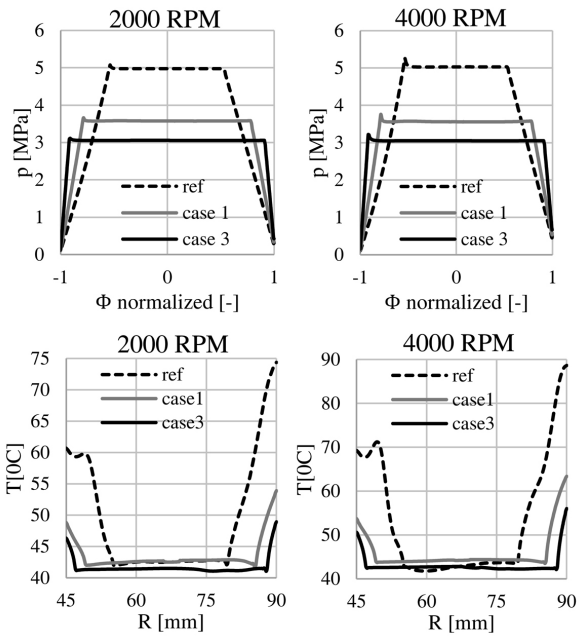 2000 RPM
p [MPa]
6
5
4
3
2
1
0
ref
case 1
case 3
-1 0 1
Φ normalized [-]
4000 RPM
p [MPa]
6
5
4
3
2
1
0
ref
case 1
case 3
-1 0 1
Φ normalized [-]
2000 RPM
T[0C]
75
70
65
60
55
50
45
40
ref
case1
case3
45 60 75 90
R [mm]
4000 RPM
T[0C]
90
80
70
60
50
40
ref
case1
case3
45 60 75 90
R [mm]